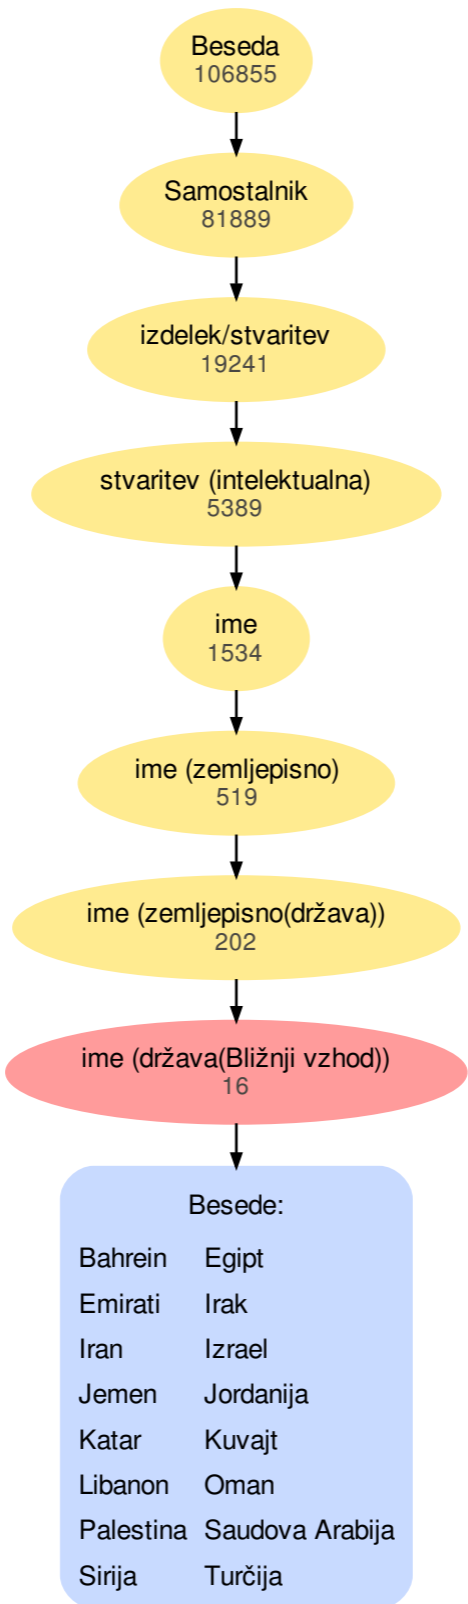 Beseda
106855
Samostalnik
81889
izdelek/stvaritev
19241
stvaritev (intelektualna)
5389
ime
1534
ime (zemljepisno)
519
ime (zemljepisno(država))
202
ime (država(Bližnji vzhod))
16
Besede:
Bahrein Egipt
Emirati Irak
Iran Izrael
Jemen Jordanija
Katar Kuvajt
Libanon Oman
Palestina Saudova Arabija
Sirija Turčija